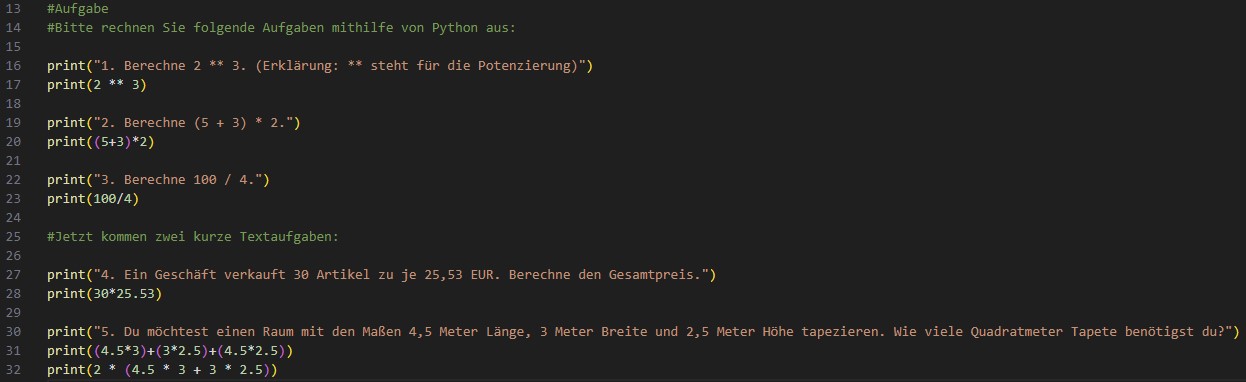 13 #Aufgabe
14 #Bitte rechnen Sie folgende Aufgaben mithilfe von Python aus:
15
16 print("1. Berechne 2 ** 3. (Erklärung: ** steht für die Potenzierung)")
17 print(2 ** 3)
18
19 print("2. Berechne (5 + 3) * 2.")
20 print((5+3)*2)
21
22 print("3. Berechne 100 / 4.")
23 print(100/4)
24
25 #Jetzt kommen zwei kurze Textaufgaben:
26
27 print("4. Ein Geschäft verkauft 30 Artikel zu je 25,53 EUR. Berechne den Gesamtpreis.")
28 print(30*25.53)
29
30 print("5. Du möchtest einen Raum mit den Maßen 4,5 Meter Länge, 3 Meter Breite und 2,5 Meter Höhe tapezieren. Wie viele Quadratmeter Tapete benötigst du?")
31 print((4.5*3)+(3*2.5)+(4.5*2.5))
32 print(2 * (4.5 * 3 + 3 * 2.5))